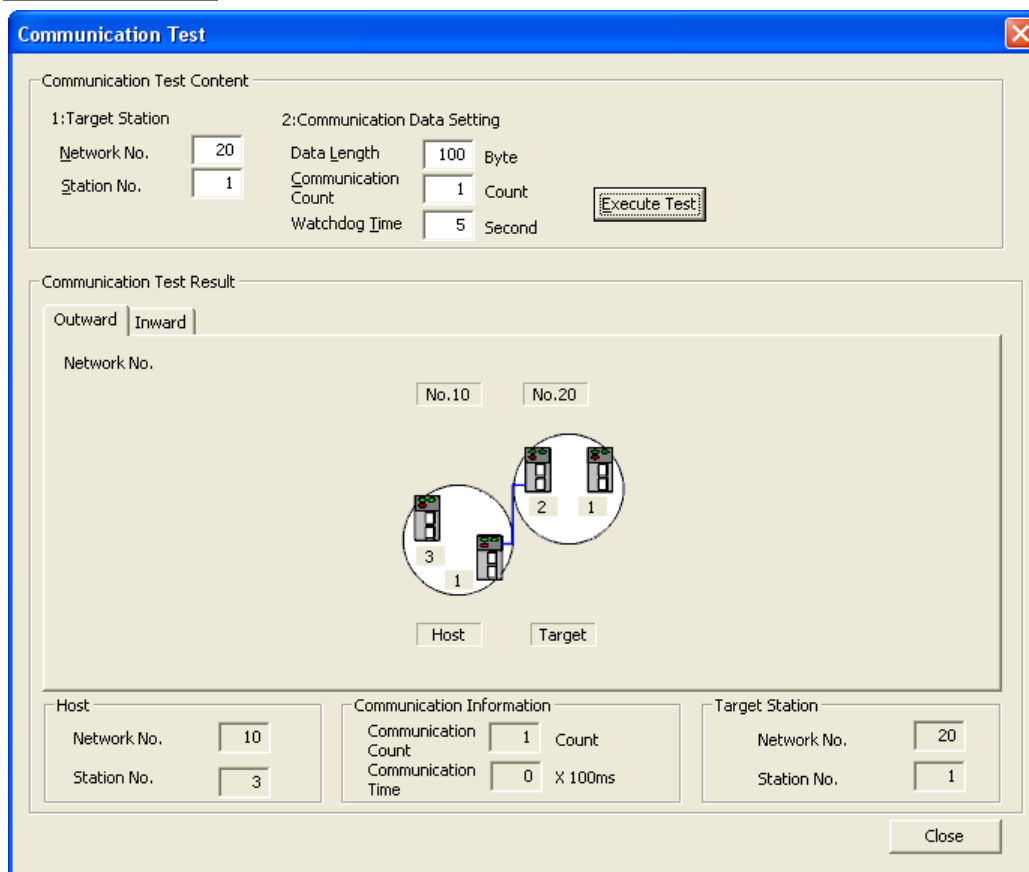 Communication Test
Communication Test Content
1:Target Station
2:Communication Data Setting
Network No. 20
Data Length 100 Byte
Station No. 1
Communication Count 1 Count
Execute Test
Watchdog Time 5 Second
Communication Test Result
Outward Inward
Network No.
No.10 No.20
2 1
3
1
Host Target
Host
Network No. 10
Station No. 3
Communication Information
Communication Count 1 Count
Communication Time 0 X 100ms
Target Station
Network No. 20
Station No. 1
Close